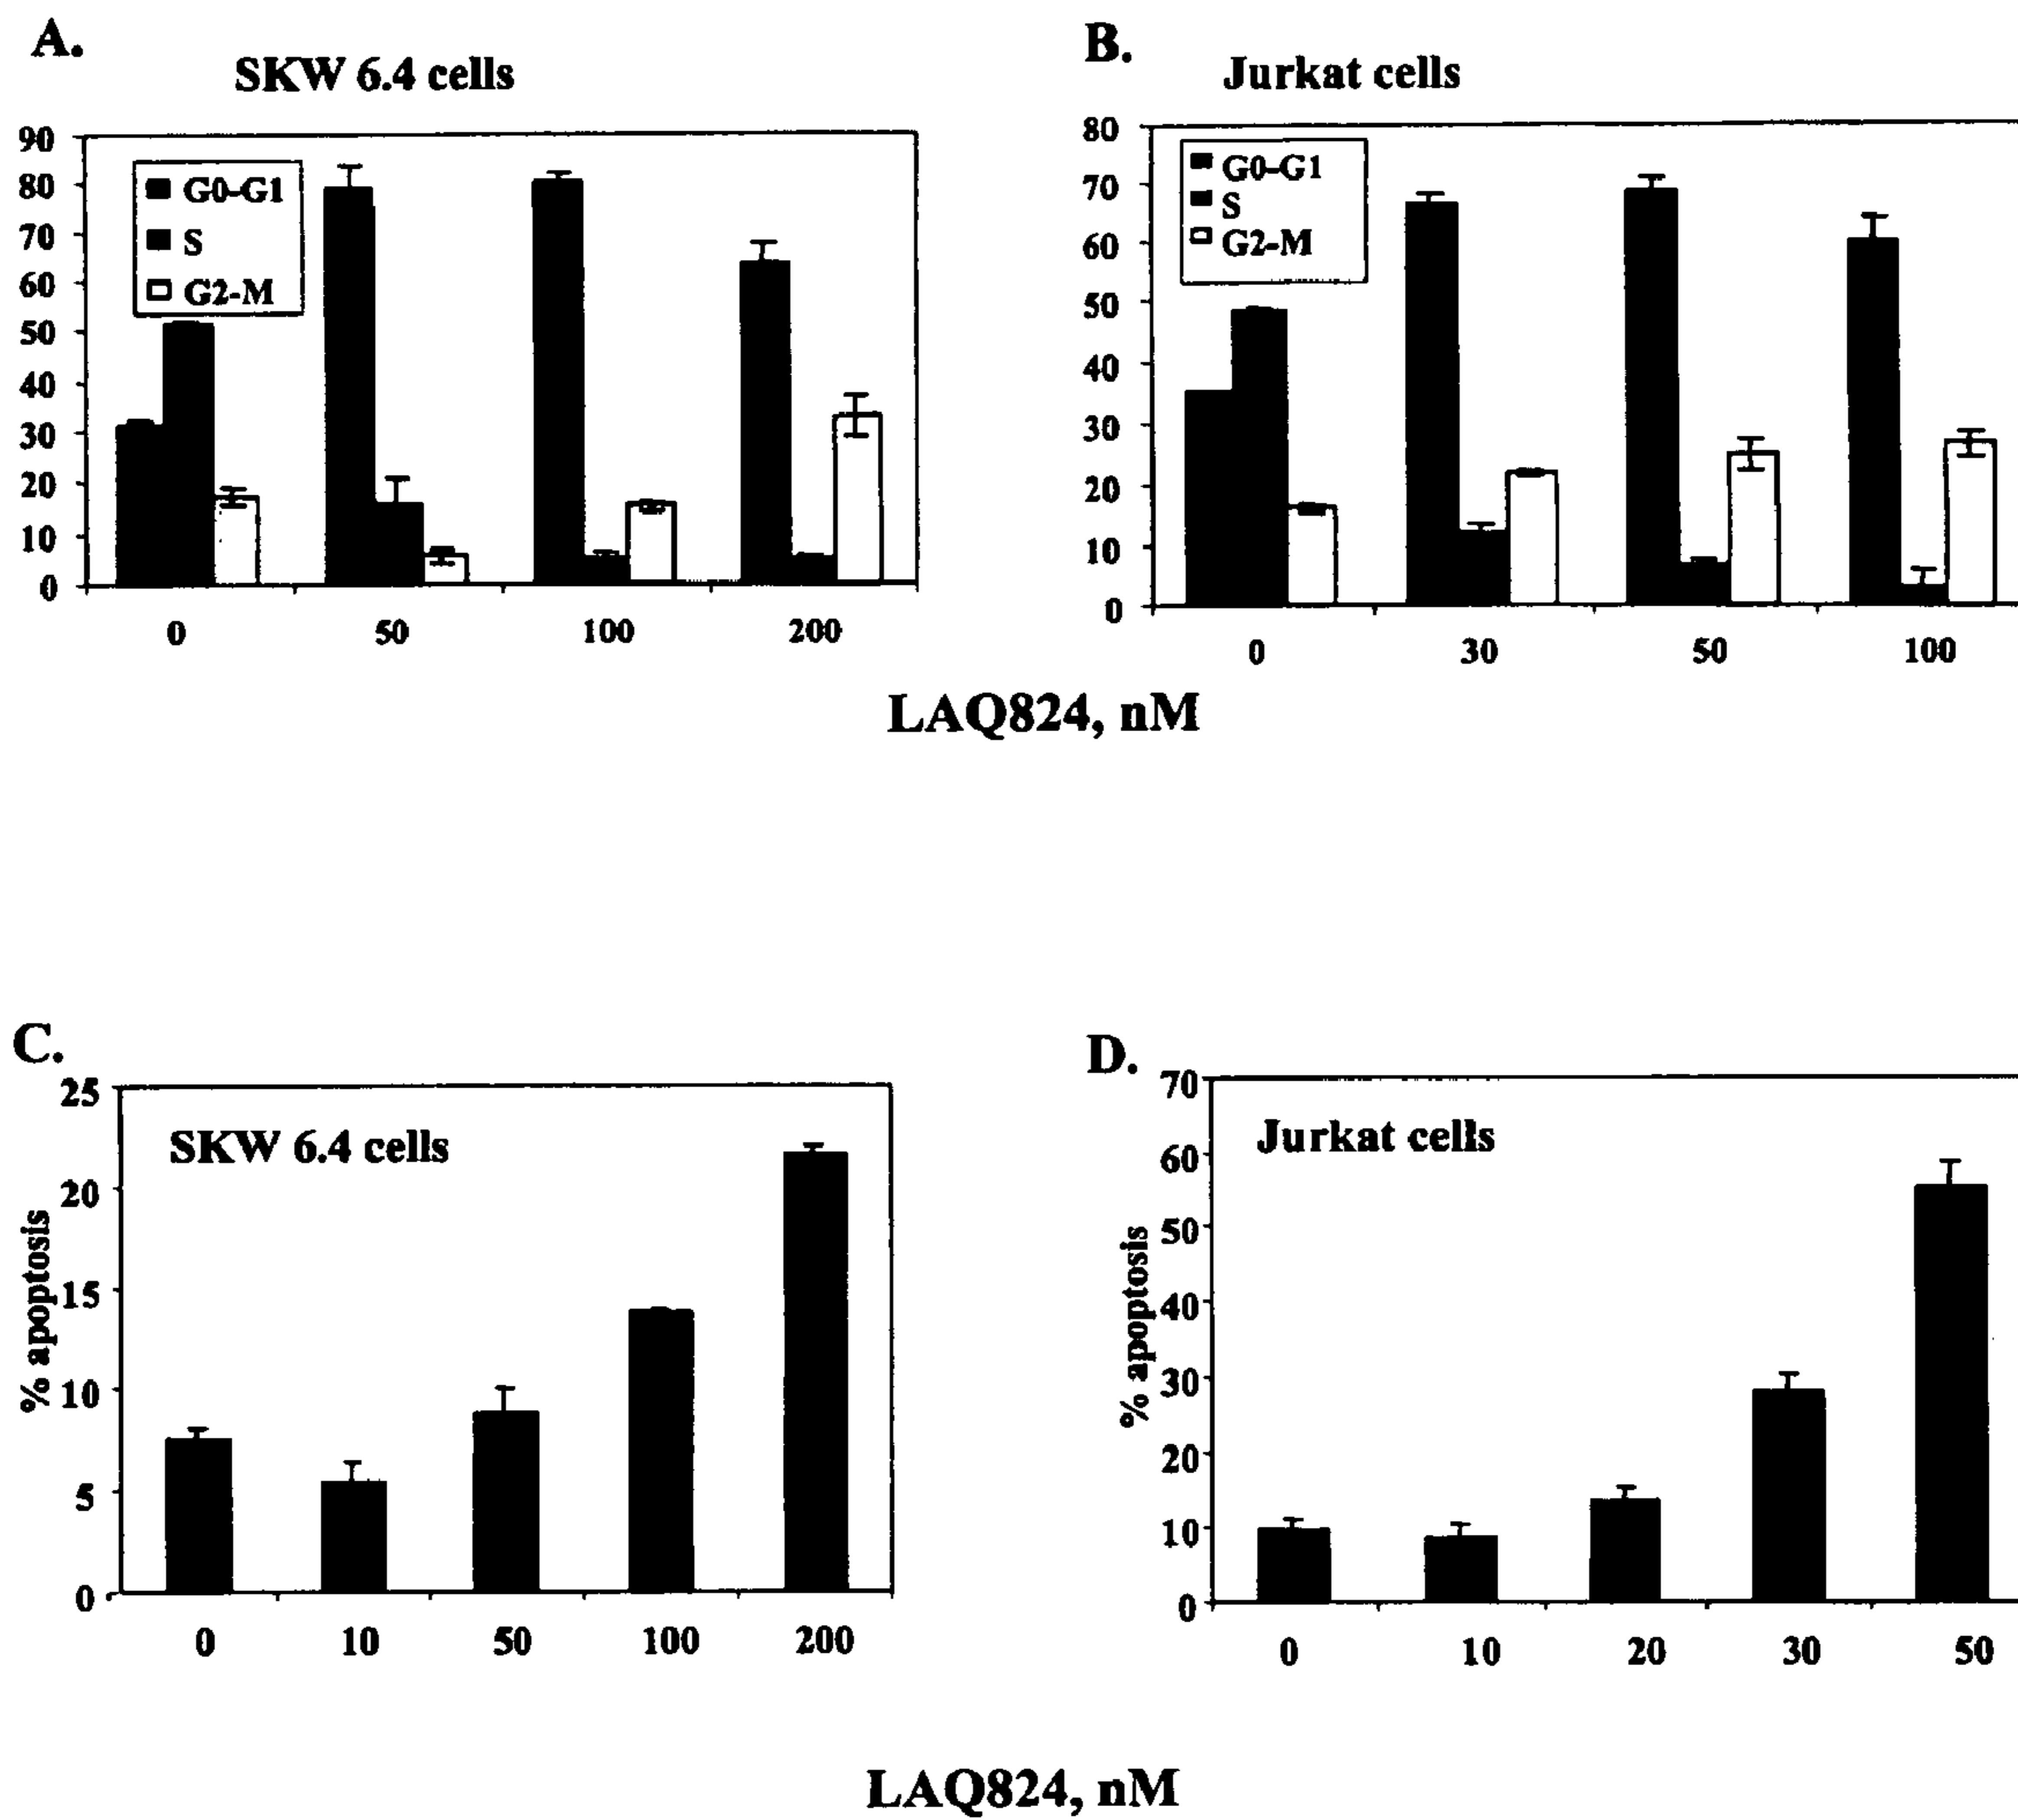 A.
SKW 6.4 cells
90
80
70
60
50
40
30
20
10
0
G0-G1
S
G2-M
0 50 100 200
B.
Jurkat cells
80
70
60
50
40
30
20
10
0
G0-G1
S
G2-M
0 30 50 100
LAQ824, nM
C.
SKW 6.4 cells
% apoptosis
25
20
15
10
5
0
0 10 50 100 200
D.
Jurkat cells
% apoptosis
70
60
50
40
30
20
10
0
0 10 20 30 50
LAQ824, nM